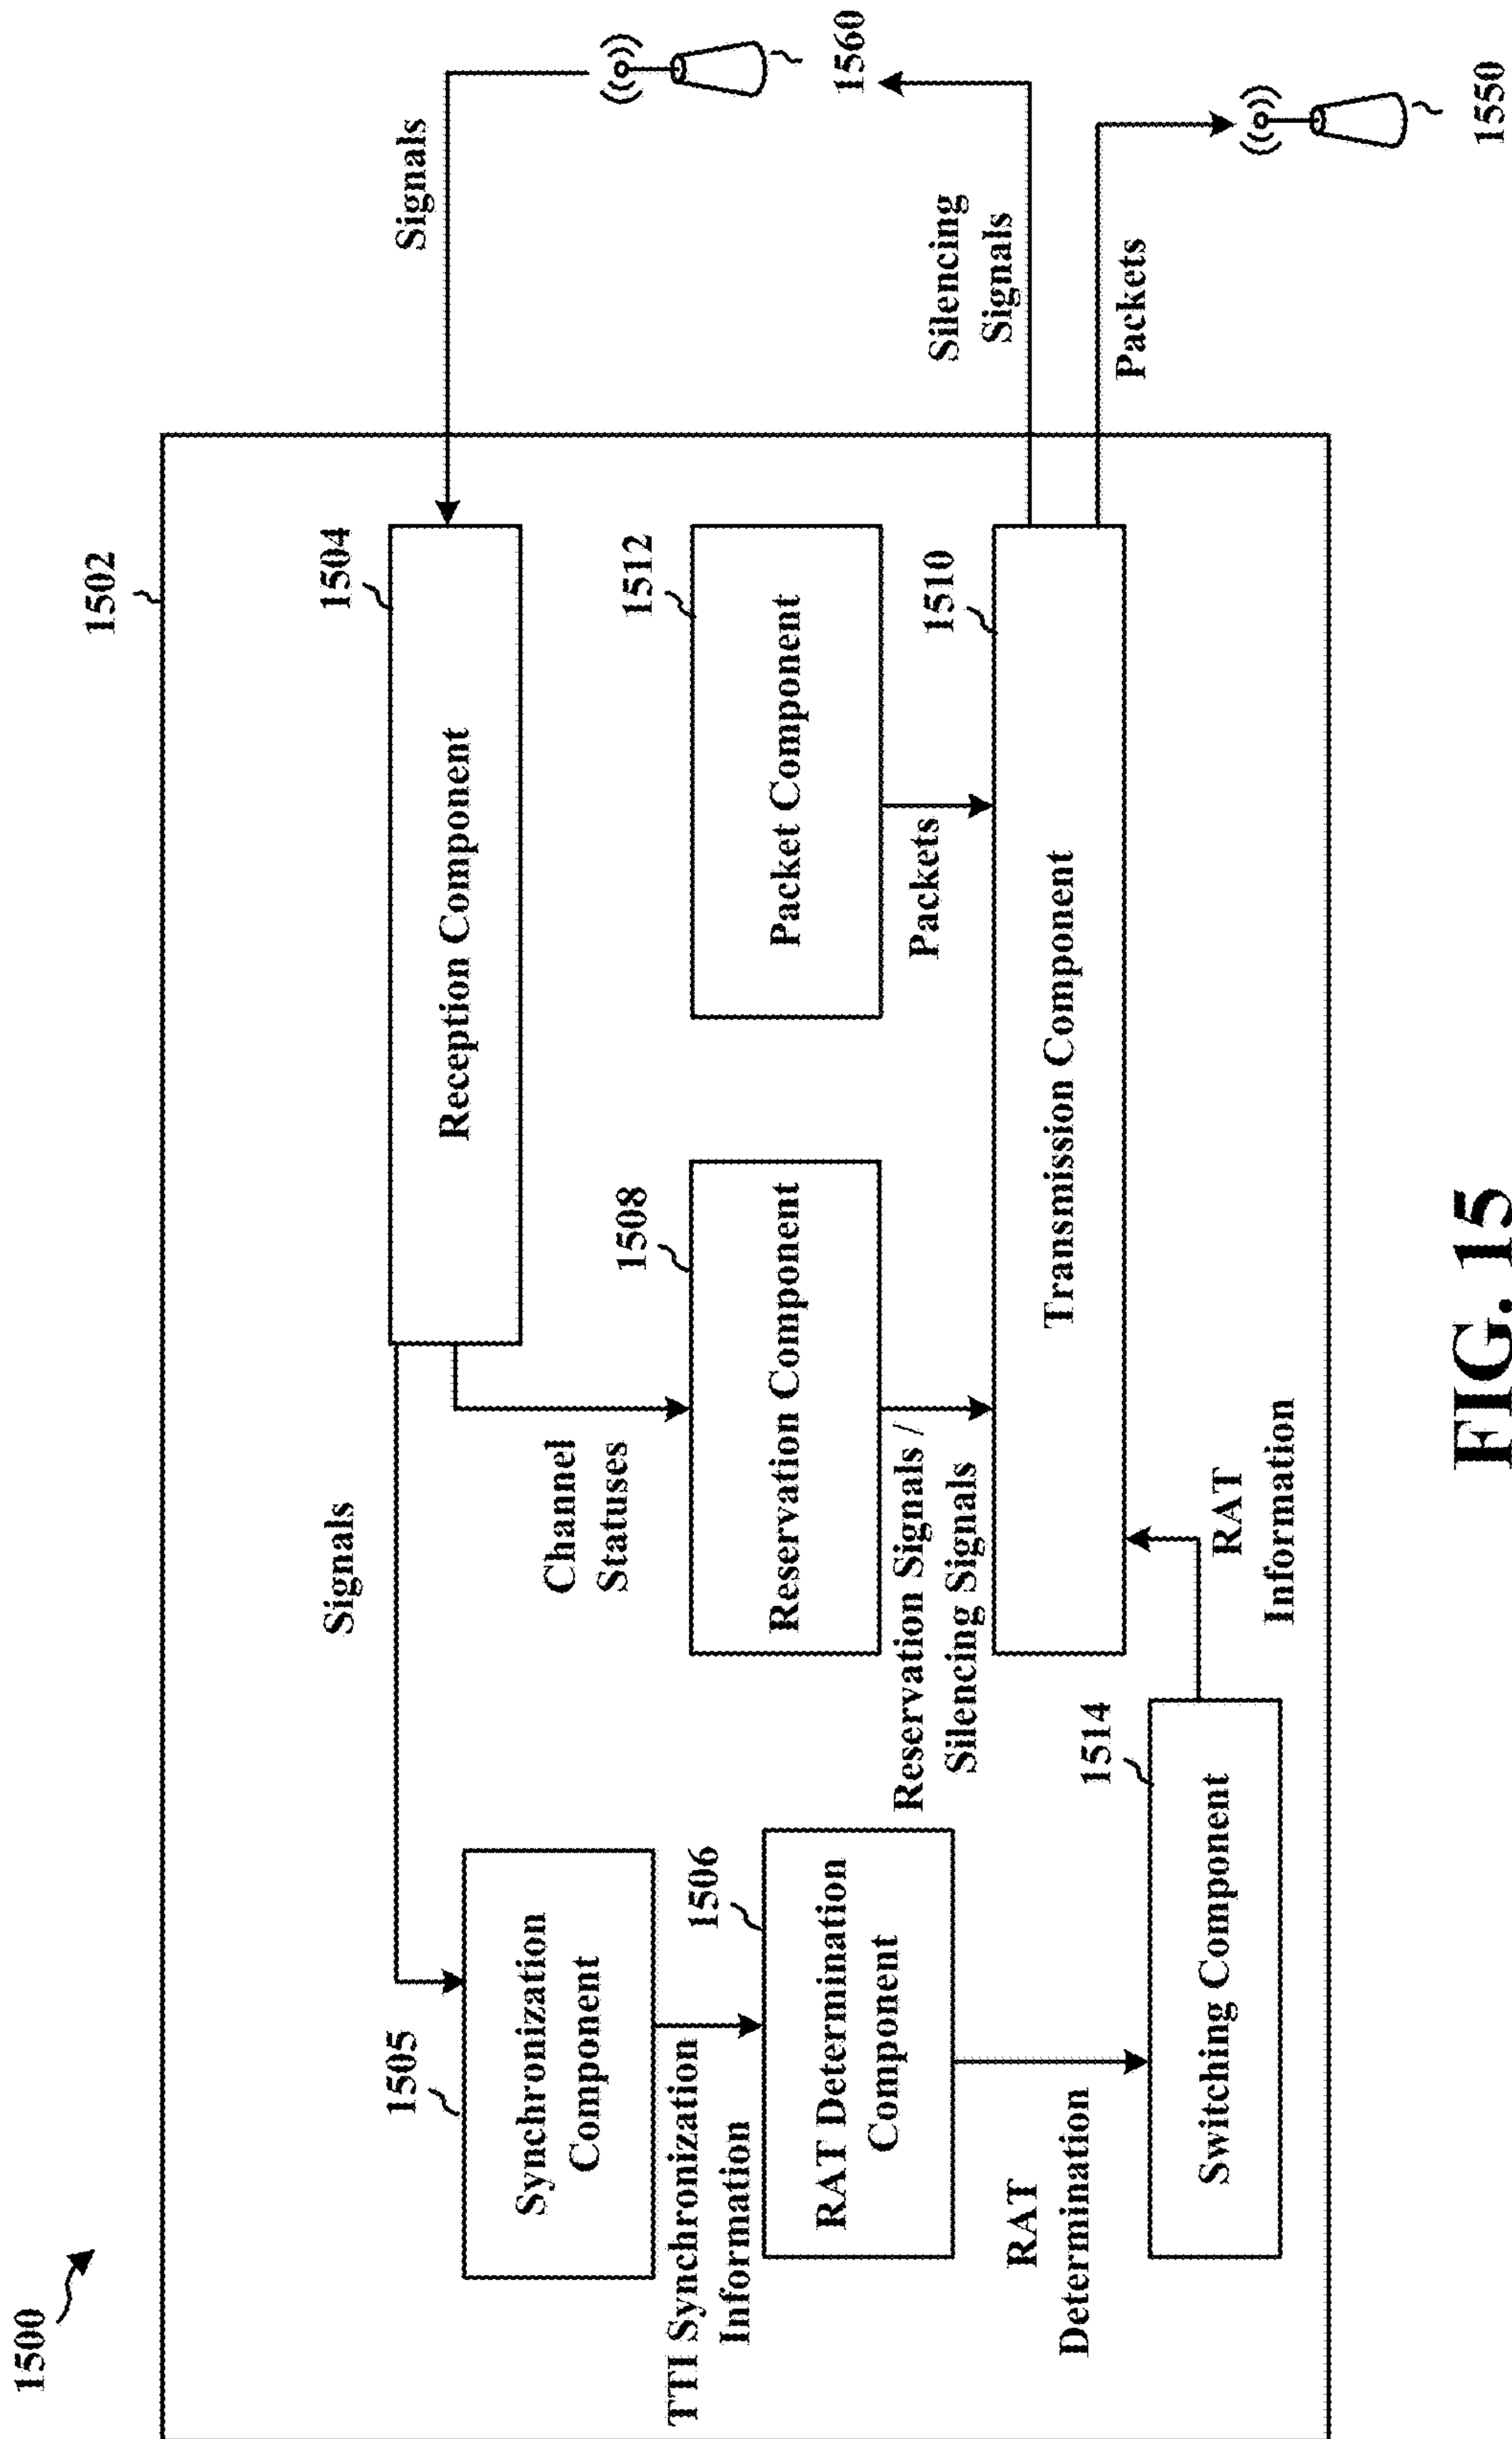 1500
1502
Signals
1504
Reception Component
Signals
1560
1505
Synchronization
Component
Channel
Statuses
1508
Reservation Component
1512
Packet Component
TTI Synchronization
Information
1506
RAT Determination
Component
Reservation Signals /
Silencing Signals
Packets
1510
Transmission Component
Silencing
Signals
Packets
1550
RAT
Determination
1514
Switching Component
RAT
Information
FIG. 15